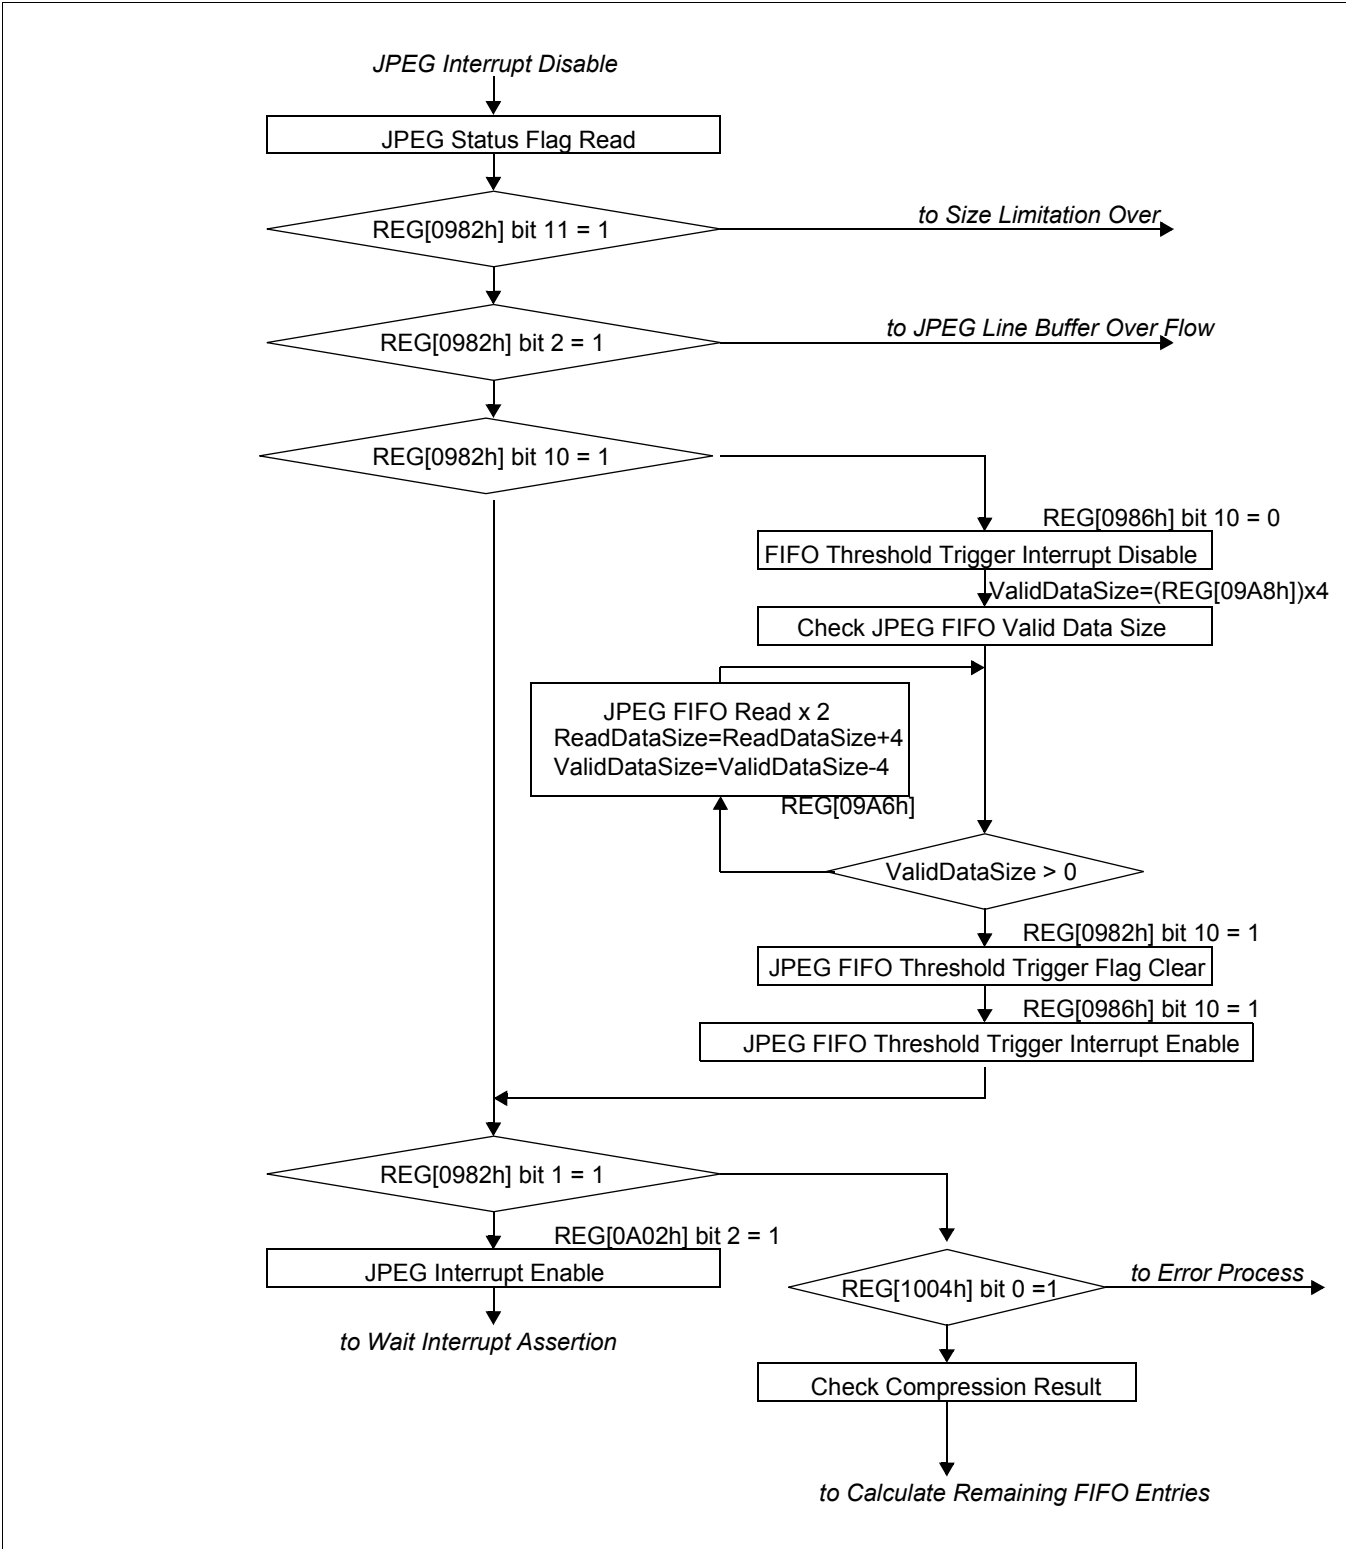 JPEG Interrupt Disable
JPEG Status Flag Read
REG[0982h] bit 11 = 1
to Size Limitation Over
REG[0982h] bit 2 = 1
to JPEG Line Buffer Over Flow
REG[0982h] bit 10 = 1
REG[0986h] bit 10 = 0
FIFO Threshold Trigger Interrupt Disable
ValidDataSize=(REG[09A8h])x4
Check JPEG FIFO Valid Data Size
JPEG FIFO Read x 2
ReadDataSize=ReadDataSize+4
ValidDataSize=ValidDataSize-4
REG[09A6h]
ValidDataSize > 0
REG[0982h] bit 10 = 1
JPEG FIFO Threshold Trigger Flag Clear
REG[0986h] bit 10 = 1
JPEG FIFO Threshold Trigger Interrupt Enable
REG[0982h] bit 1 = 1
REG[0A02h] bit 2 = 1
JPEG Interrupt Enable
to Wait Interrupt Assertion
REG[1004h] bit 0 =1
to Error Process
Check Compression Result
to Calculate Remaining FIFO Entries